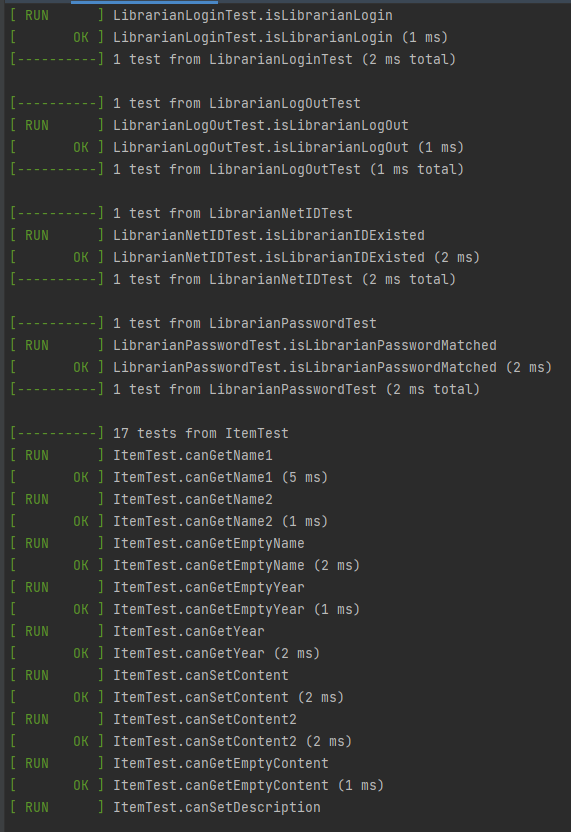 [ RUN      ] LibrarianLoginTest.isLibrarianLogin
[       OK ] LibrarianLoginTest.isLibrarianLogin (1 ms)
[----------] 1 test from LibrarianLoginTest (2 ms total)
[----------] 1 test from LibrarianLogOutTest
[ RUN      ] LibrarianLogOutTest.isLibrarianLogOut
[       OK ] LibrarianLogOutTest.isLibrarianLogOut (1 ms)
[----------] 1 test from LibrarianLogOutTest (1 ms total)
[----------] 1 test from LibrarianNetIDTest
[ RUN      ] LibrarianNetIDTest.isLibrarianIDExisted
[       OK ] LibrarianNetIDTest.isLibrarianIDExisted (2 ms)
[----------] 1 test from LibrarianNetIDTest (2 ms total)
[----------] 1 test from LibrarianPasswordTest
[ RUN      ] LibrarianPasswordTest.isLibrarianPasswordMatched
[       OK ] LibrarianPasswordTest.isLibrarianPasswordMatched (2 ms)
[----------] 1 test from LibrarianPasswordTest (2 ms total)
[----------] 17 tests from ItemTest
[ RUN      ] ItemTest.canGetName1
[       OK ] ItemTest.canGetName1 (5 ms)
[ RUN      ] ItemTest.canGetName2
[       OK ] ItemTest.canGetName2 (1 ms)
[ RUN      ] ItemTest.canGetEmptyName
[       OK ] ItemTest.canGetEmptyName (2 ms)
[ RUN      ] ItemTest.canGetEmptyYear
[       OK ] ItemTest.canGetEmptyYear (1 ms)
[ RUN      ] ItemTest.canGetYear
[       OK ] ItemTest.canGetYear (2 ms)
[ RUN      ] ItemTest.canSetContent
[       OK ] ItemTest.canSetContent (2 ms)
[ RUN      ] ItemTest.canSetContent2
[       OK ] ItemTest.canSetContent2 (2 ms)
[ RUN      ] ItemTest.canGetEmptyContent
[       OK ] ItemTest.canGetEmptyContent (1 ms)
[ RUN      ] ItemTest.canSetDescription